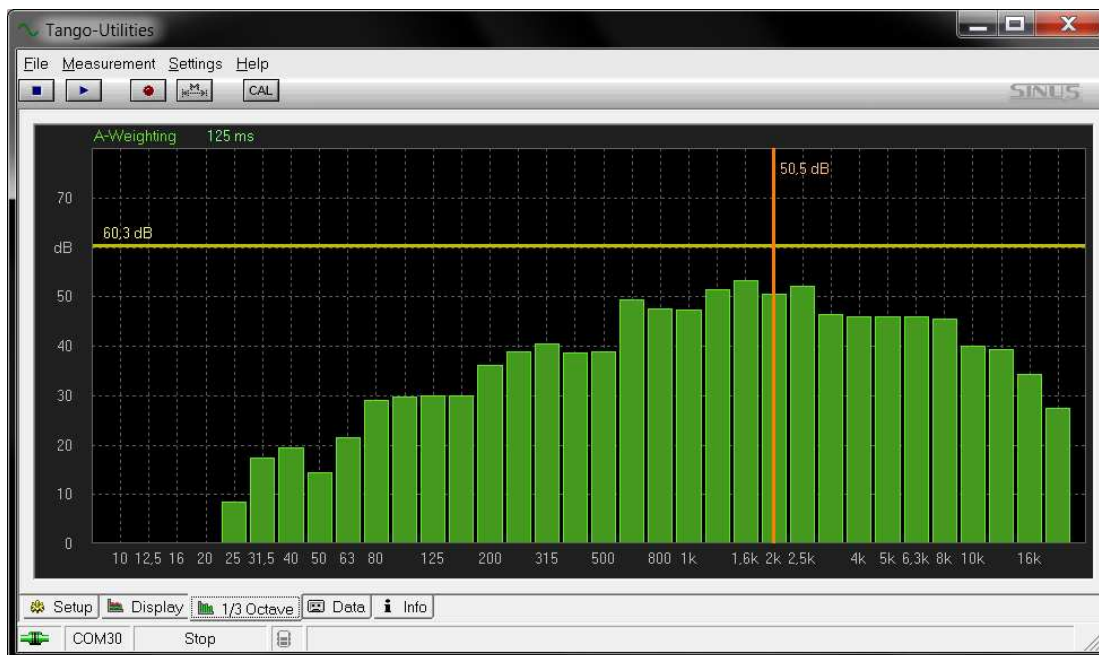 Tango-Utilities
File Measurement Settings Help
M CAL SINUS
A-Weighting 125 ms
50,5 dB
70
60,3 dB
dB
50
40
30
20
10
0
10 12,5 16 20 25 31,5 40 50 63 80 125 200 315 500 800 1k 1,6k 2k 2,5k 4k 5k 6,3k 8k 10k 16k
Setup Display 1/3 Octave Data i Info
COM30 Stop